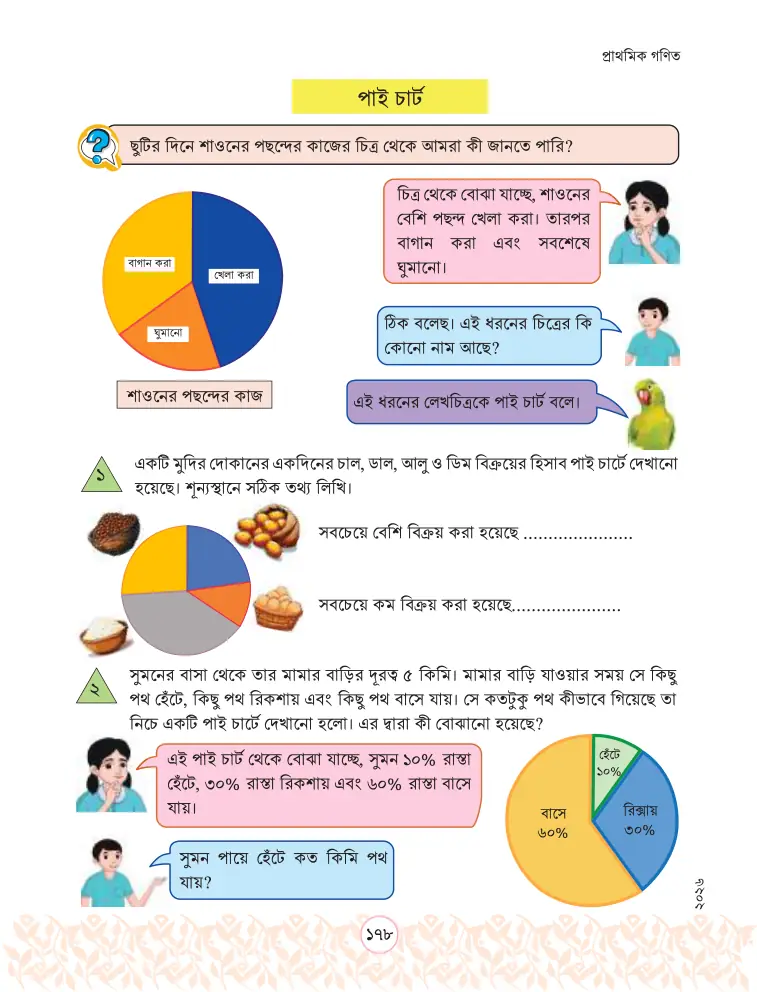 প্রাথমিক গণিত
পাই চার্ট
ছুটির দিনে শাওনের পছন্দের কাজের চিত্র থেকে আমরা কী জানতে পারি?
বাগান করা
খেলা করা
ঘুমানো
শাওনের পছন্দের কাজ
চিত্র থেকে বোঝা যাচ্ছে, শাওনের
বেশি পছন্দ খেলা করা। তারপর
বাগান করা এবং সবশেষে
ঘুমানো।
ঠিক বলেছ। এই ধরনের চিত্রের কি
কোনো নাম আছে?
এই ধরনের লেখচিত্রকে পাই চার্ট বলে।
১
একটি মুদির দোকানের একদিনের চাল, ডাল, আলু ও ডিম বিক্রয়ের হিসাব পাই চার্টে দেখানো
হয়েছে। শূন্যস্থানে সঠিক তথ্য লিখি।
সবচেয়ে বেশি বিক্রয় করা হয়েছে ......................
সবচেয়ে কম বিক্রয় করা হয়েছে......................
২
সুমনের বাসা থেকে তার মামার বাড়ির দূরত্ব ৫ কিমি। মামার বাড়ি যাওয়ার সময় সে কিছু
পথ হেঁটে, কিছু পথ রিকশায় এবং কিছু পথ বাসে যায়। সে কতটুকু পথ কীভাবে গিয়েছে তা
নিচে একটি পাই চার্টে দেখানো হলো। এর দ্বারা কী বোঝানো হয়েছে?
এই পাই চার্ট থেকে বোঝা যাচ্ছে, সুমন ১০% রাস্তা
হেঁটে, ৩০% রাস্তা রিকশায় এবং ৬০% রাস্তা বাসে
যায়।
সুমন পায়ে হেঁটে কত কিমি পথ
যায়?
হেঁটে
১০%
রিক্সায়
৩০%
বাসে
৬০%
২০২৬
১৭৮